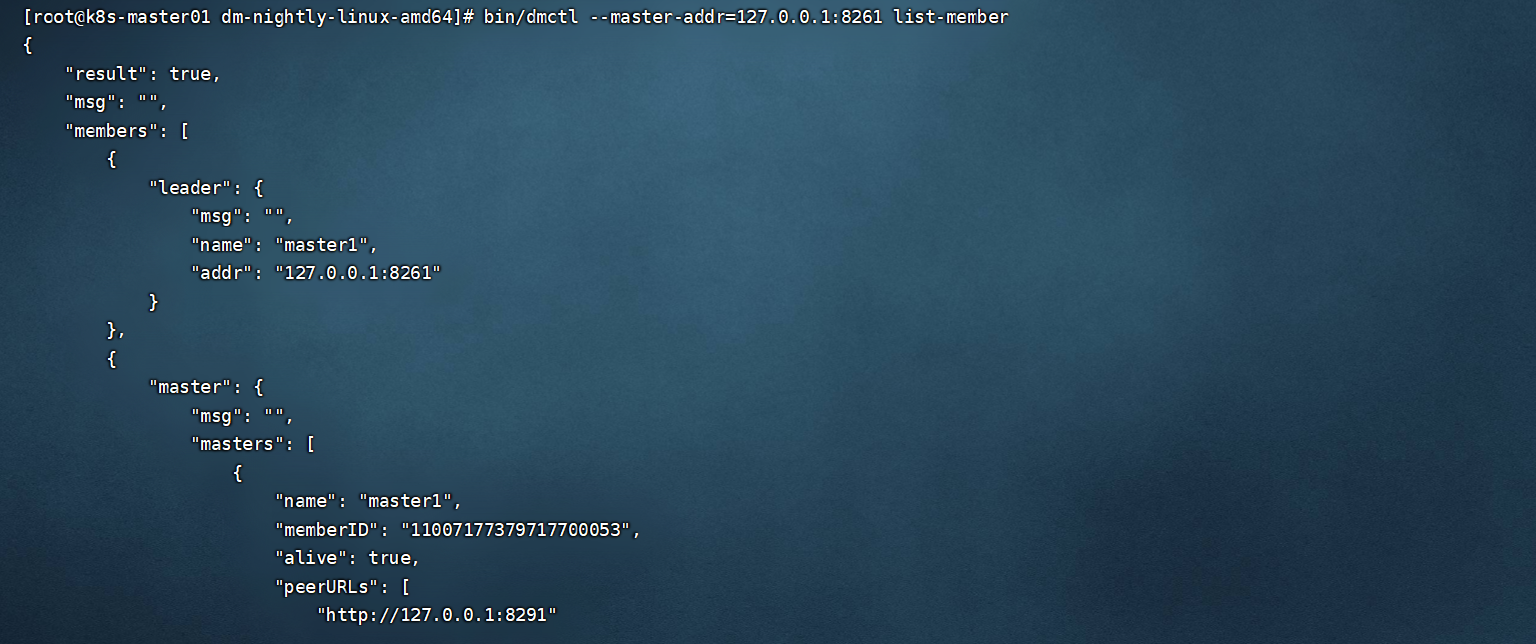 [root@k8s-master01 dm-nightly-linux-amd64]# bin/dmctl --master-addr=127.0.0.1:8261 list-member
{
    "result": true,
    "msg": "",
    "members": [
        {
            "leader": {
                "msg": "",
                "name": "master1",
                "addr": "127.0.0.1:8261"
            }
        },
        {
            "master": {
                "msg": "",
                "masters": [
                    {
                        "name": "master1",
                        "memberID": "11007177379717700053",
                        "alive": true,
                        "peerURLs": [
                            "http://127.0.0.1:8291"